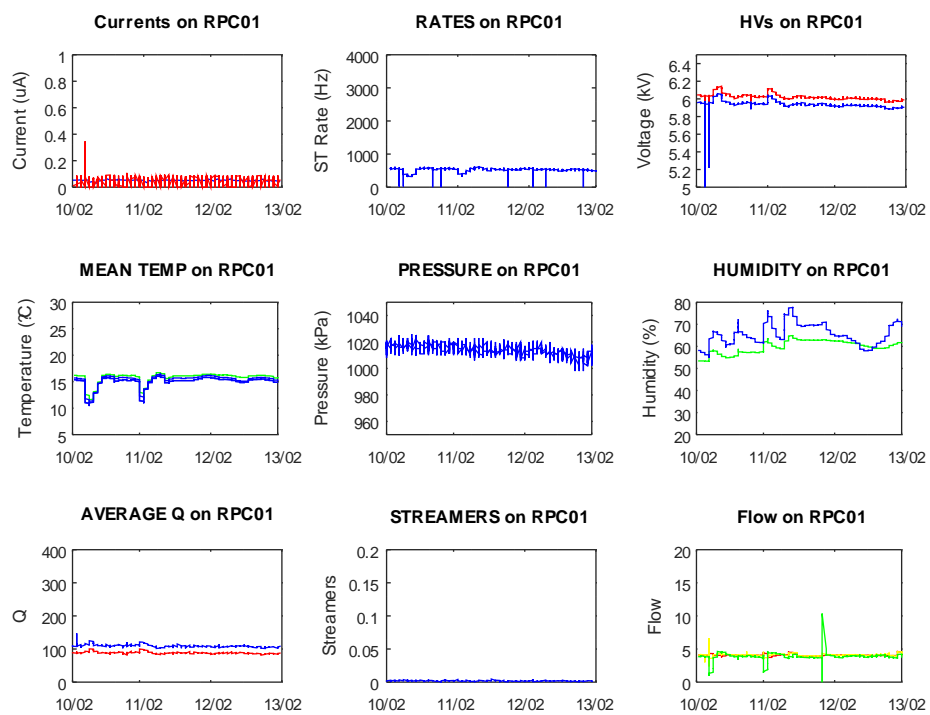 Currents on RPC01
RATES on RPC01
HVs on RPC01
Current (uA)
1
0.8
0.6
0.4
0.2
0
10/02 11/02 12/02 13/02
ST Rate (Hz)
4000
3000
2000
1000
0
10/02 11/02 12/02 13/02
Voltage (kV)
6.4
6.2
6
5.8
5.6
5.4
5.2
5
10/02 11/02 12/02 13/02
MEAN TEMP on RPC01
PRESSURE on RPC01
HUMIDITY on RPC01
Temperature (?C)
30
25
20
15
10
5
10/02 11/02 12/02 13/02
Pressure (kPa)
1040
1020
1000
980
960
10/02 11/02 12/02 13/02
Humidity (%)
80
70
60
50
40
30
20
10/02 11/02 12/02 13/02
AVERAGE Q on RPC01
STREAMERS on RPC01
Flow on RPC01
Q
400
300
200
100
0
10/02 11/02 12/02 13/02
Streamers
0.2
0.15
0.1
0.05
0
10/02 11/02 12/02 13/02
Flow
20
15
10
5
0
10/02 11/02 12/02 13/02